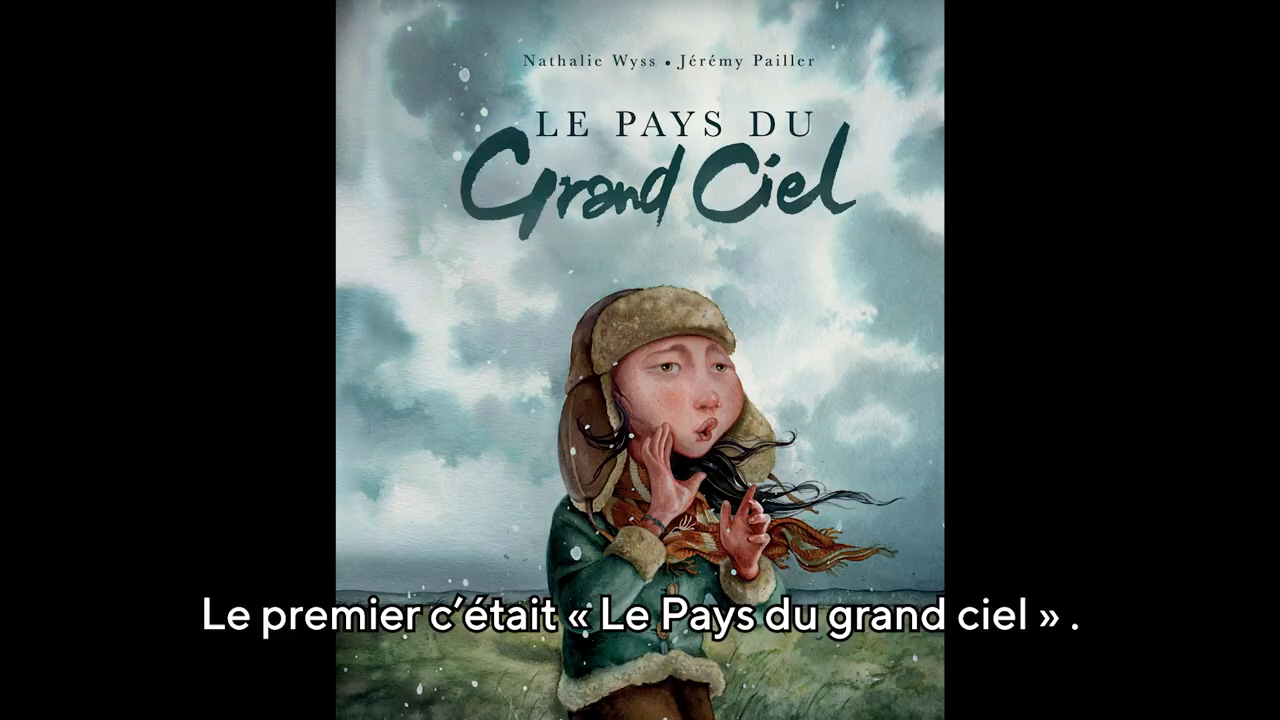 Nathalie Wyss • Jérémy Pailler
LE PAYS DU
Grand Ciel
Le premier c'était « Le Pays du grand ciel » .